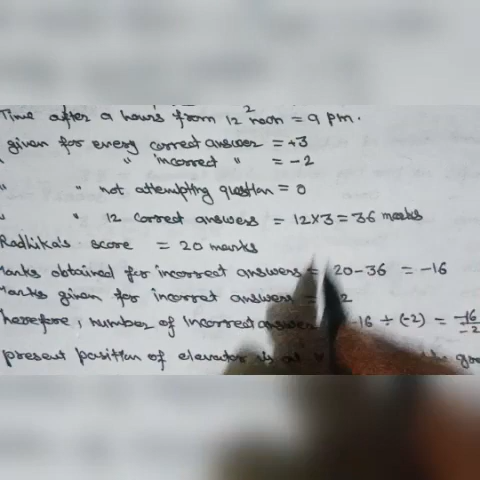 Time after 9 hours from 12 noon = 9 pm.
2
given for every correct answer = +3
" " incorrect " = -2
" " not attempting question = 0
" " 12 correct answers = 12×3 = 36 marks
Radhika's score = 20 marks
Marks obtained for incorrect answers = 20-36 = -16
Marks given for incorrect answers = 2
Therefore, number of incorrect -16 ÷ (-2) = -16/-2
present position of elevator is at the